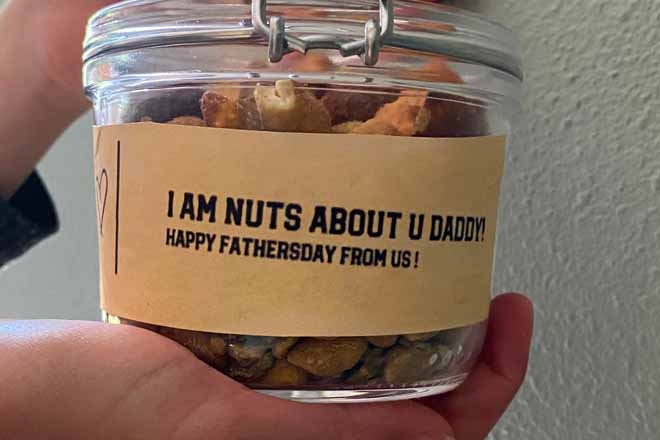 I AM NUTS ABOUT U DADDY!
HAPPY FATHERSDAY FROM US!